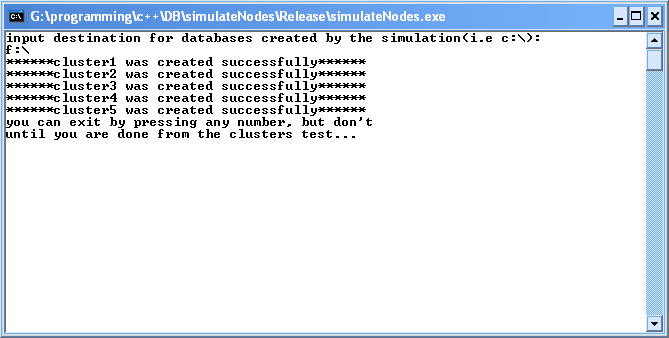 G:\programming\c++\DB\simulateNodes\Release\simulateNodes.exe
input destination for databases created by the simulation(i.e c:\):
f:\
******cluster1 was created successfully******
******cluster2 was created successfully******
******cluster3 was created successfully******
******cluster4 was created successfully******
******cluster5 was created successfully******
you can exit by pressing any number, but don't
until you are done from the clusters test...